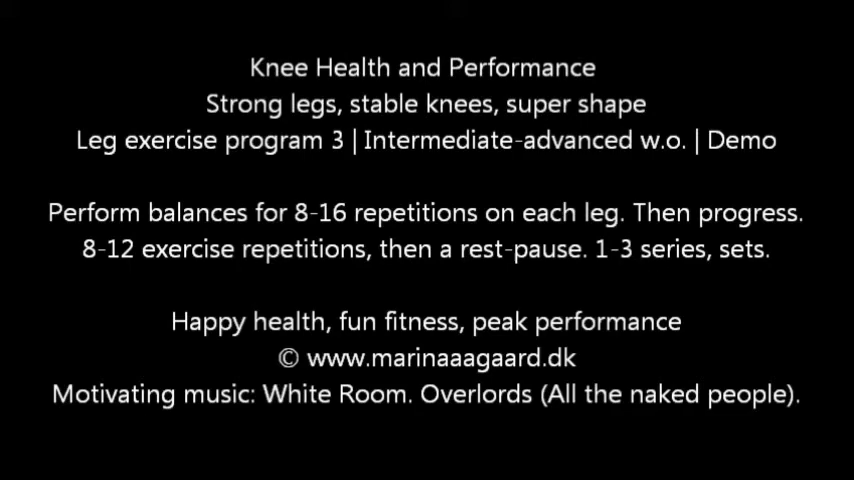 Knee Health and Performance
Strong legs, stable knees, super shape
Leg exercise program 3 | Intermediate-advanced w.o. | Demo
Perform balances for 8-16 repetitions on each leg. Then progress.
8-12 exercise repetitions, then a rest-pause. 1-3 series, sets.
Happy health, fun fitness, peak performance
© www.marinaaagaard.dk
Motivating music: White Room. Overlords (All the naked people).